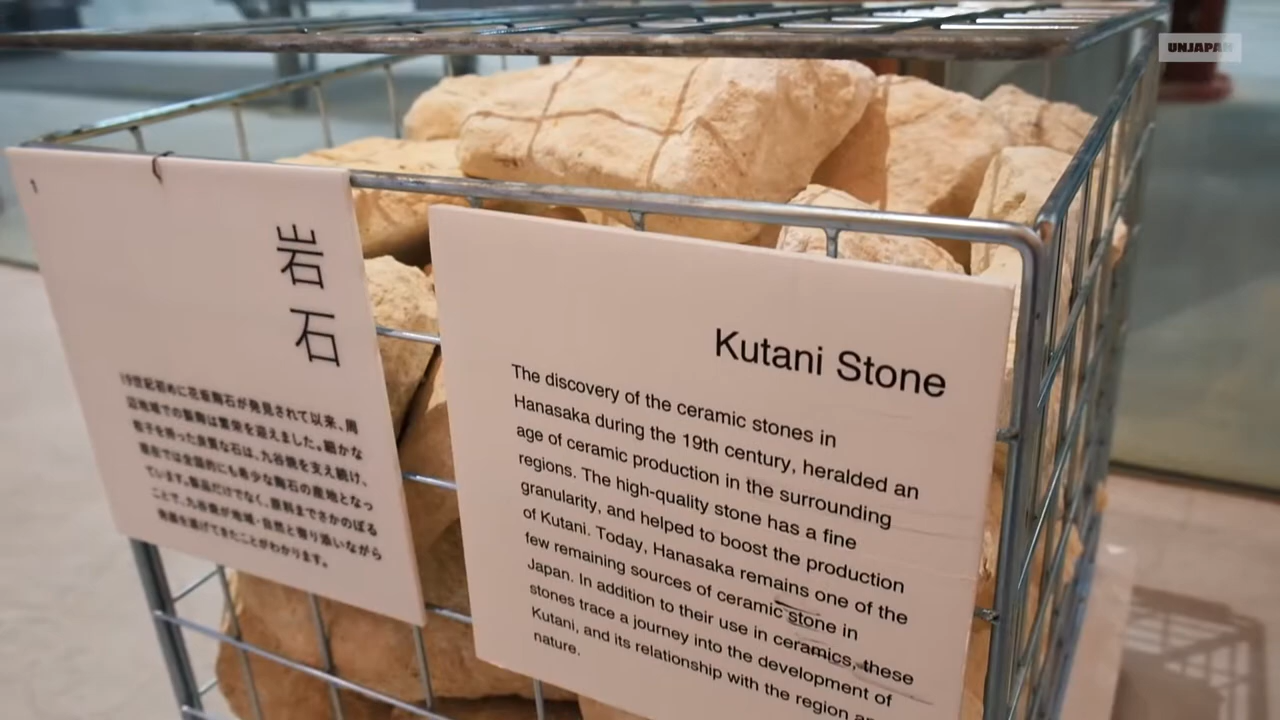 UNJAPAN
岩石
19世紀初めに花坂陶石が発見されて以来、周
辺地域での製陶は繁栄を迎えました。細かな
粒子を持った良質な石は、九谷焼を支え続け、
現在では全国的にも希少な陶石の産地となっ
ています。製品だけでなく、原料までさかのぼる
ことで、九谷焼が地域・自然と寄り添いながら
発展を遂げてきたことがわかります。
Kutani Stone
The discovery of the ceramic stones in
Hanasaka during the 19th century, heralded an
age of ceramic production in the surrounding
regions. The high-quality stone has a fine
granularity, and helped to boost the production
of Kutani. Today, Hanasaka remains one of the
few remaining sources of ceramic stone in
Japan. In addition to their use in ceramics, these
stones trace a journey into the development of
Kutani, and its relationship with the region
nature.